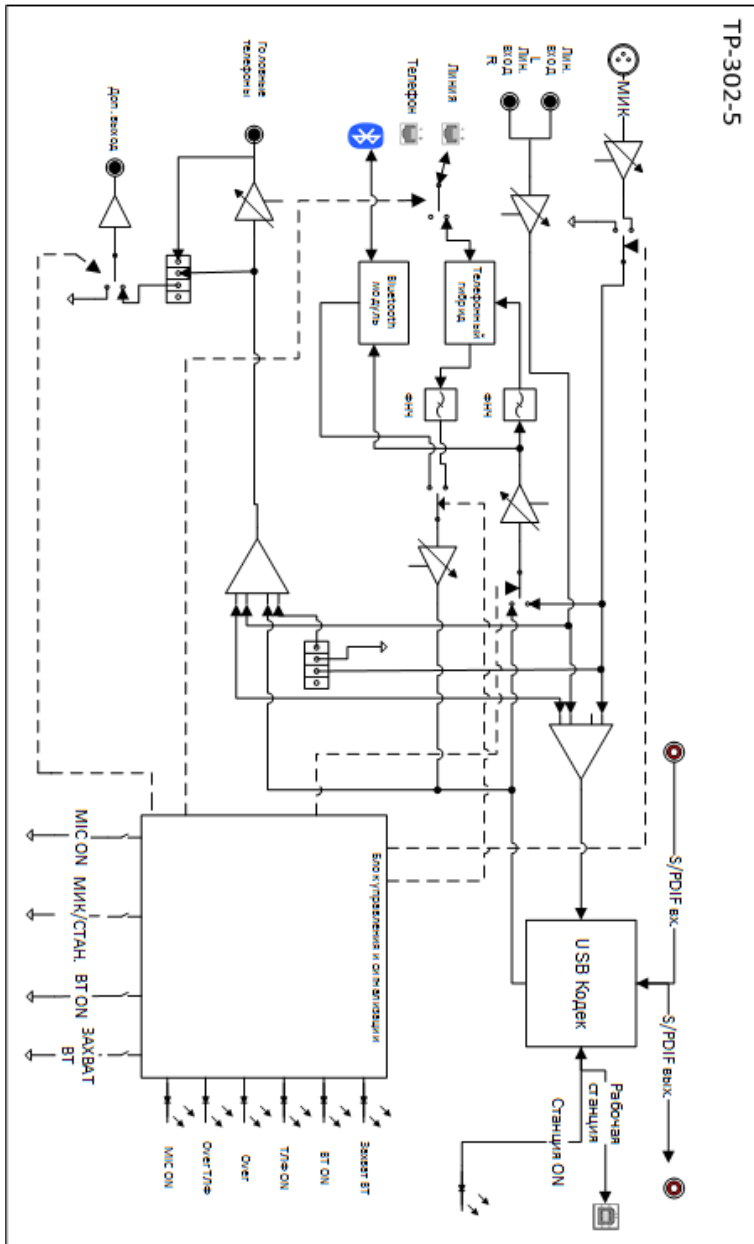 ТР-302-5
МИК
Лин.
вход
L
Лин.
вход
R
Линия
Телефон
Головные
телефоны
Доп. выход
Bluetooth
модуль
Телефонный
гибрид
ФНЧ
ФНЧ
S/PDIF вх.
S/PDIF вых.
USB Кодек
Рабочая
станция
Станция ON
Блок управления и сигнализации
MIC ON
МИК/СТАН.
BT ON
ЗАХВАТ
BT
Захват BT
BT ON
ТЛФ ON
Over
Over ТЛФ
MIC ON